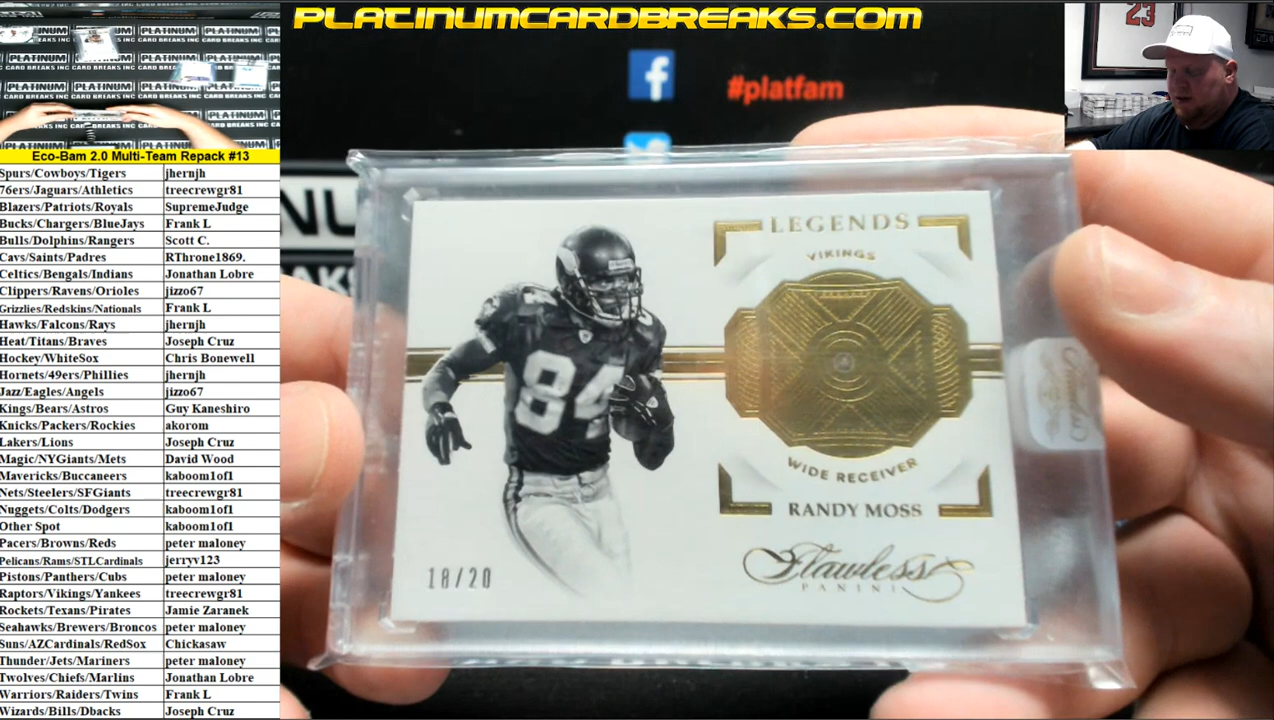 PLATINUMCARDBREAKS.COM
#platfam
23
Eco-Bam 2.0 Multi-Team Repack #13
Spurs/Cowboys/Tigers jhernjh
76ers/Jaguars/Athletics treecrewgr81
Blazers/Patriots/Royals SupremeJudge
Bucks/Chargers/BlueJays Frank L
Bulls/Dolphins/Rangers Scott C.
Cavs/Saints/Padres RThrone1869.
Celtics/Bengals/Indians Jonathan Lobre
Clippers/Ravens/Orioles jizzo67
Grizzlies/Redskins/Nationals Frank L
Hawks/Falcons/Rays jhernjh
Heat/Titans/Braves Joseph Cruz
Hockey/WhiteSox Chris Bonewell
Hornets/49ers/Phillies jhernjh
Jazz/Eagles/Angels jizzo67
Kings/Bears/Astros Guy Kaneshiro
Knicks/Packers/Rockies akorom
Lakers/Lions Joseph Cruz
Magic/NYGiants/Mets David Wood
Mavericks/Buccaneers kaboom1of1
Nets/Steelers/SFGiants treecrewgr81
Nuggets/Colts/Dodgers kaboom1of1
Other Spot kaboom1of1
Pacers/Browns/Reds peter maloney
Pelicans/Rams/STLCardinals jerryv123
Pistons/Panthers/Cubs peter maloney
Raptors/Vikings/Yankees treecrewgr81
Rockets/Texans/Pirates Jamie Zaranek
Seahawks/Brewers/Broncos peter maloney
Suns/AZCardinals/RedSox Chickasaw
Thunder/Jets/Mariners peter maloney
Twolves/Chiefs/Marlins Jonathan Lobre
Warriors/Raiders/Twins Frank L
Wizards/Bills/Dbacks Joseph Cruz
LEGENDS
VIKINGS
84
WIDE RECEIVER
RANDY MOSS
18/20
Flawless
PANINI